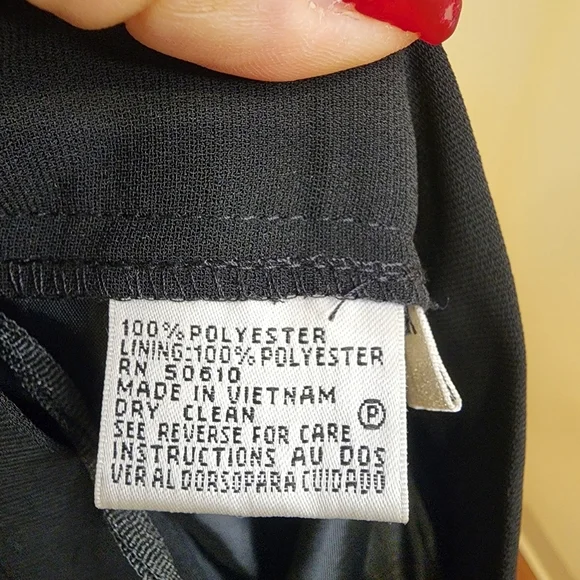 100% POLYESTER
LINING:100% POLYESTER
RN 50610
MADE IN VIETNAM
DRY CLEAN Ⓟ
SEE REVERSE FOR CARE
INSTRUCTIONS AU DOS
VER AL DORSOPARA CUIDADO